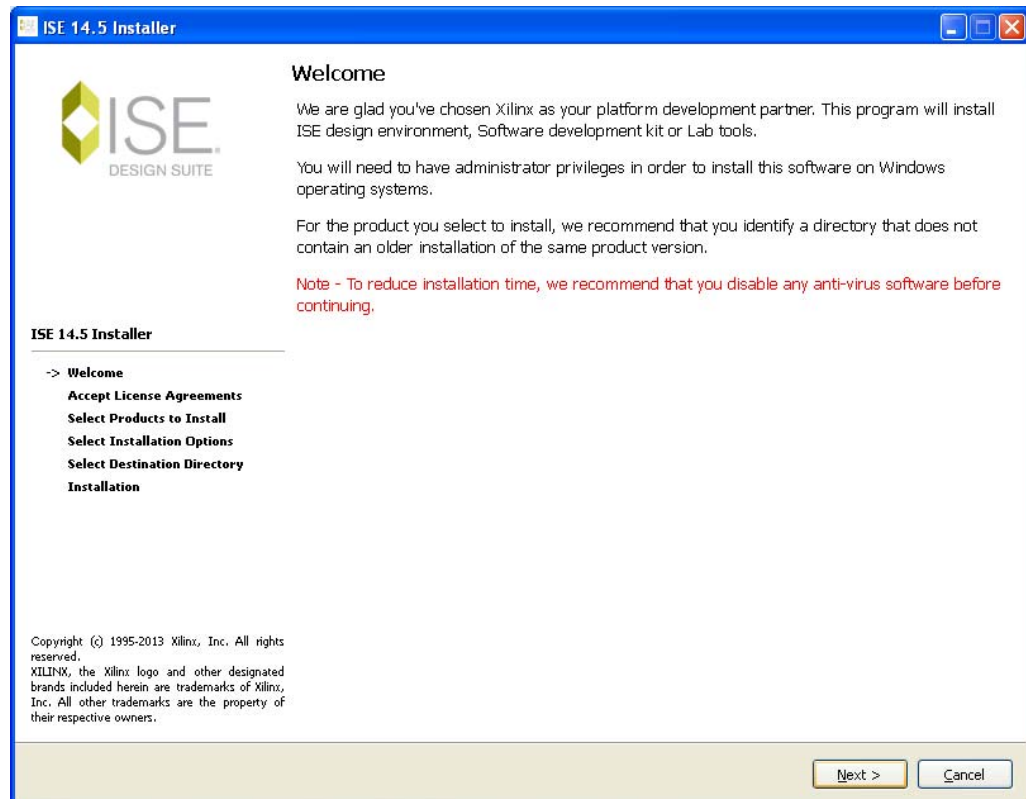 ISE 14.5 Installer
ISE.
DESIGN SUITE
Welcome
We are glad you've chosen Xilinx as your platform development partner. This program will install
ISE design environment, Software development kit or Lab tools.
You will need to have administrator privileges in order to install this software on Windows
operating systems.
For the product you select to install, we recommend that you identify a directory that does not
contain an older installation of the same product version.
Note - To reduce installation time, we recommend that you disable any anti-virus software before
continuing.
ISE 14.5 Installer
-> Welcome
Accept License Agreements
Select Products to Install
Select Installation Options
Select Destination Directory
Installation
Copyright (c) 1995-2013 Xilinx, Inc. All rights
reserved.
XILINX, the Xilinx logo and other designated
brands included herein are trademarks of Xilinx,
Inc. All other trademarks are the property of
their respective owners.
Next >
Cancel